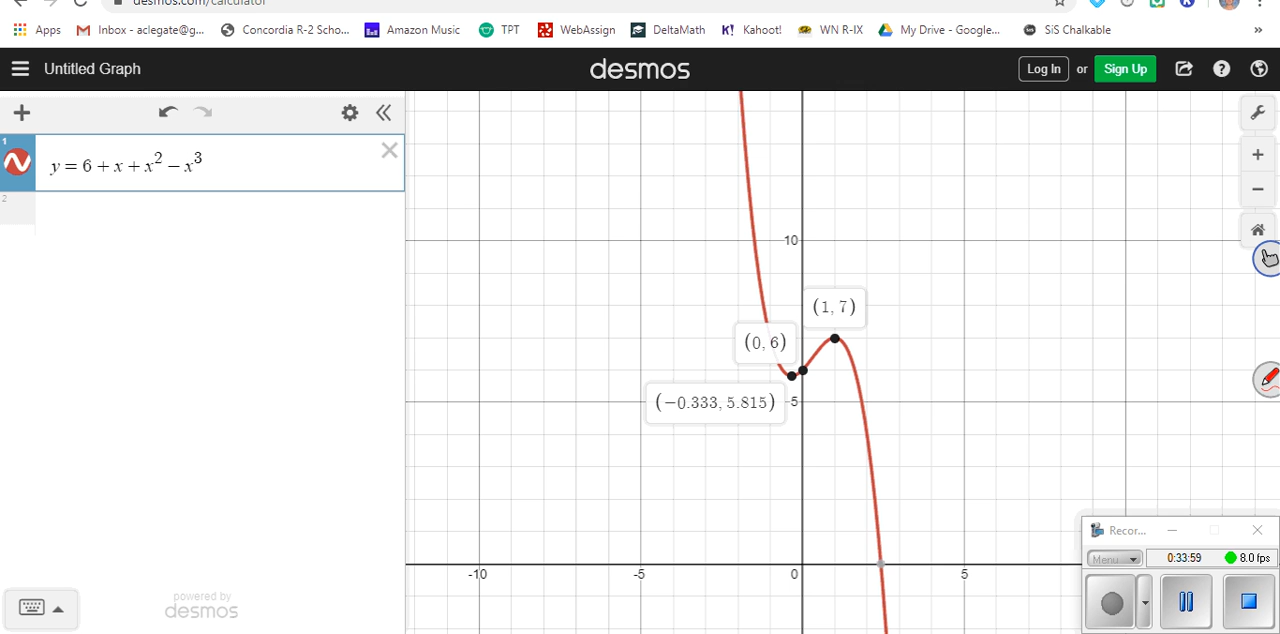 desmos.com/calculator
Apps Inbox - aclegate@g... Concordia R-2 Scho... Amazon Music TPT WebAssign DeltaMath K! Kahoot! WN R-IX My Drive - Google... SiS Chalkable »
Untitled Graph desmos Log In or Sign Up
1
y = 6 + x + x² − x³
2
10
(1, 7)
(0, 6)
5
(−0.333, 5.815)
-10 -5 0 5
powered by
desmos
Recor...
Menu 0:33:59 8.0 fps